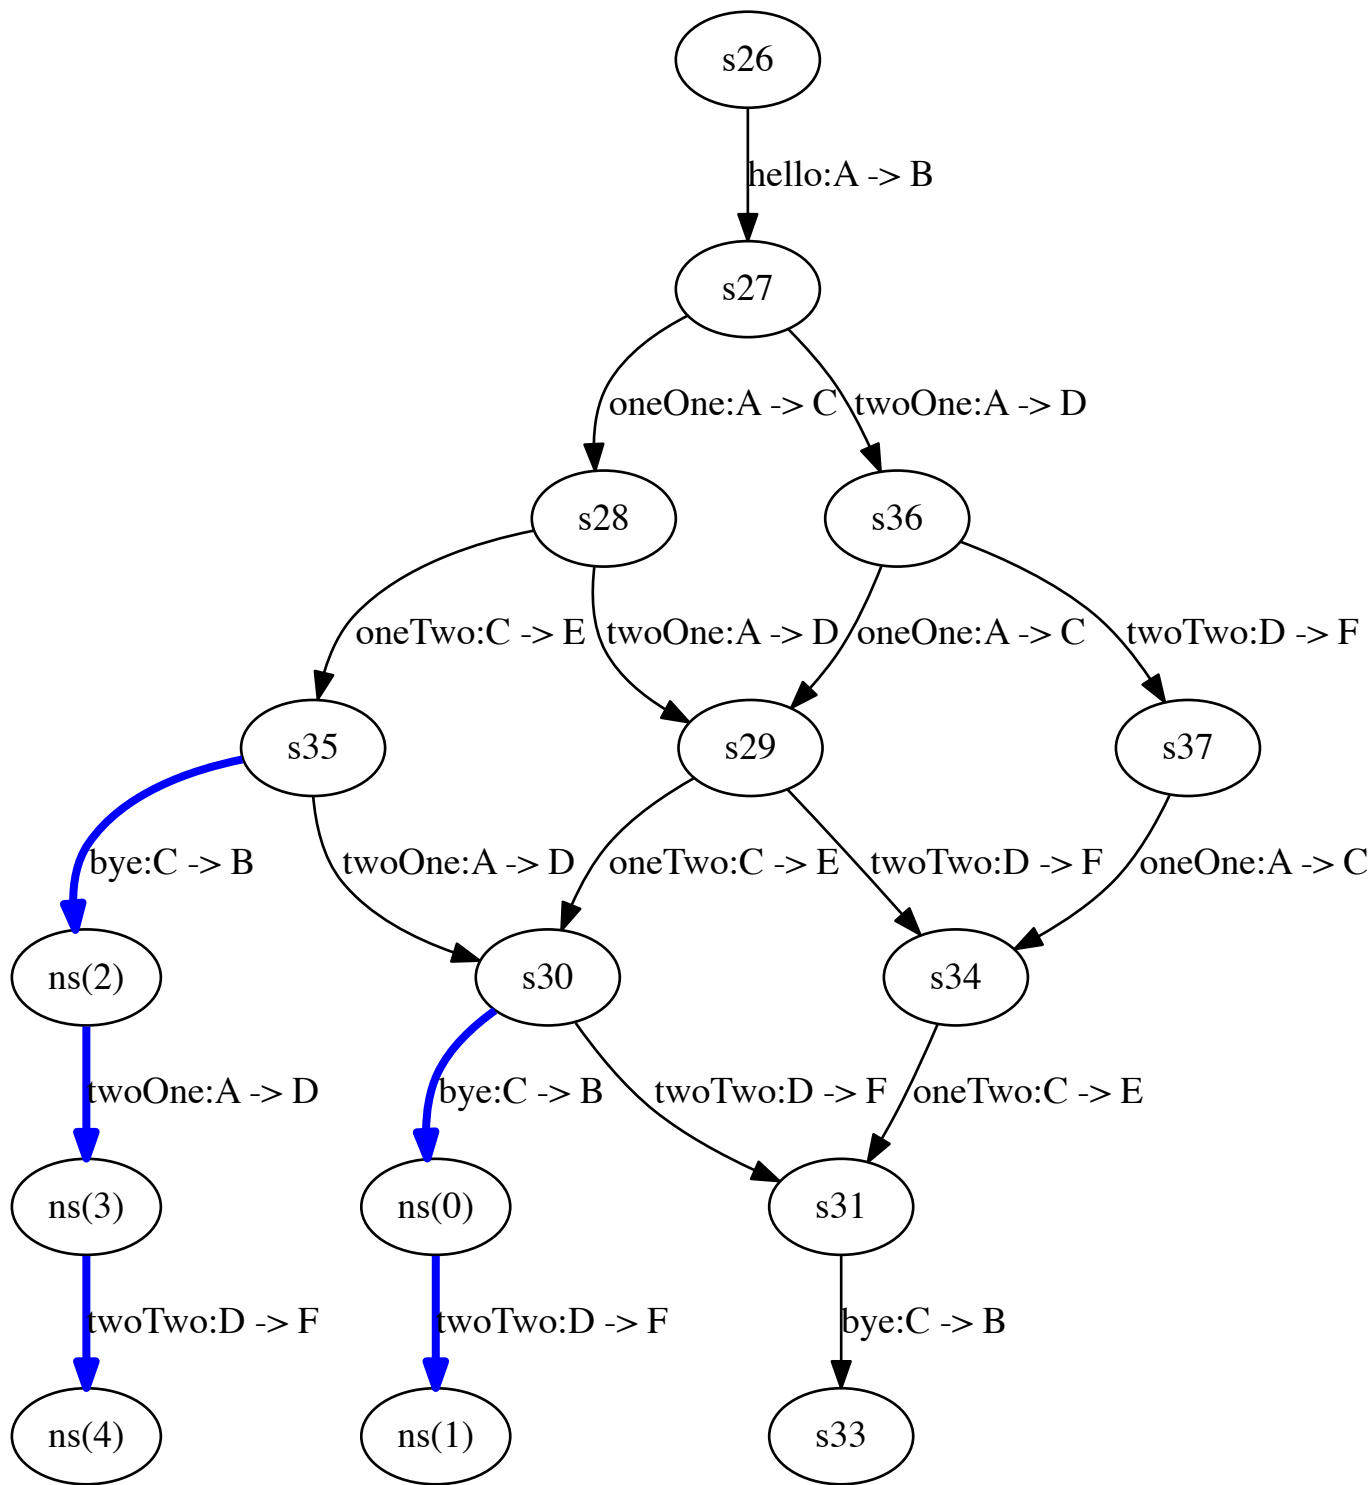 s26
hello:A -> B
s27
oneOne:A -> C
twoOne:A -> D
s28
s36
oneTwo:C -> E
twoOne:A -> D
oneOne:A -> C
twoTwo:D -> F
s35
s29
s37
bye:C -> B
twoOne:A -> D
oneTwo:C -> E
twoTwo:D -> F
oneOne:A -> C
ns(2)
s30
s34
twoOne:A -> D
bye:C -> B
twoTwo:D -> F
oneTwo:C -> E
ns(3)
ns(0)
s31
twoTwo:D -> F
twoTwo:D -> F
bye:C -> B
ns(4)
ns(1)
s33